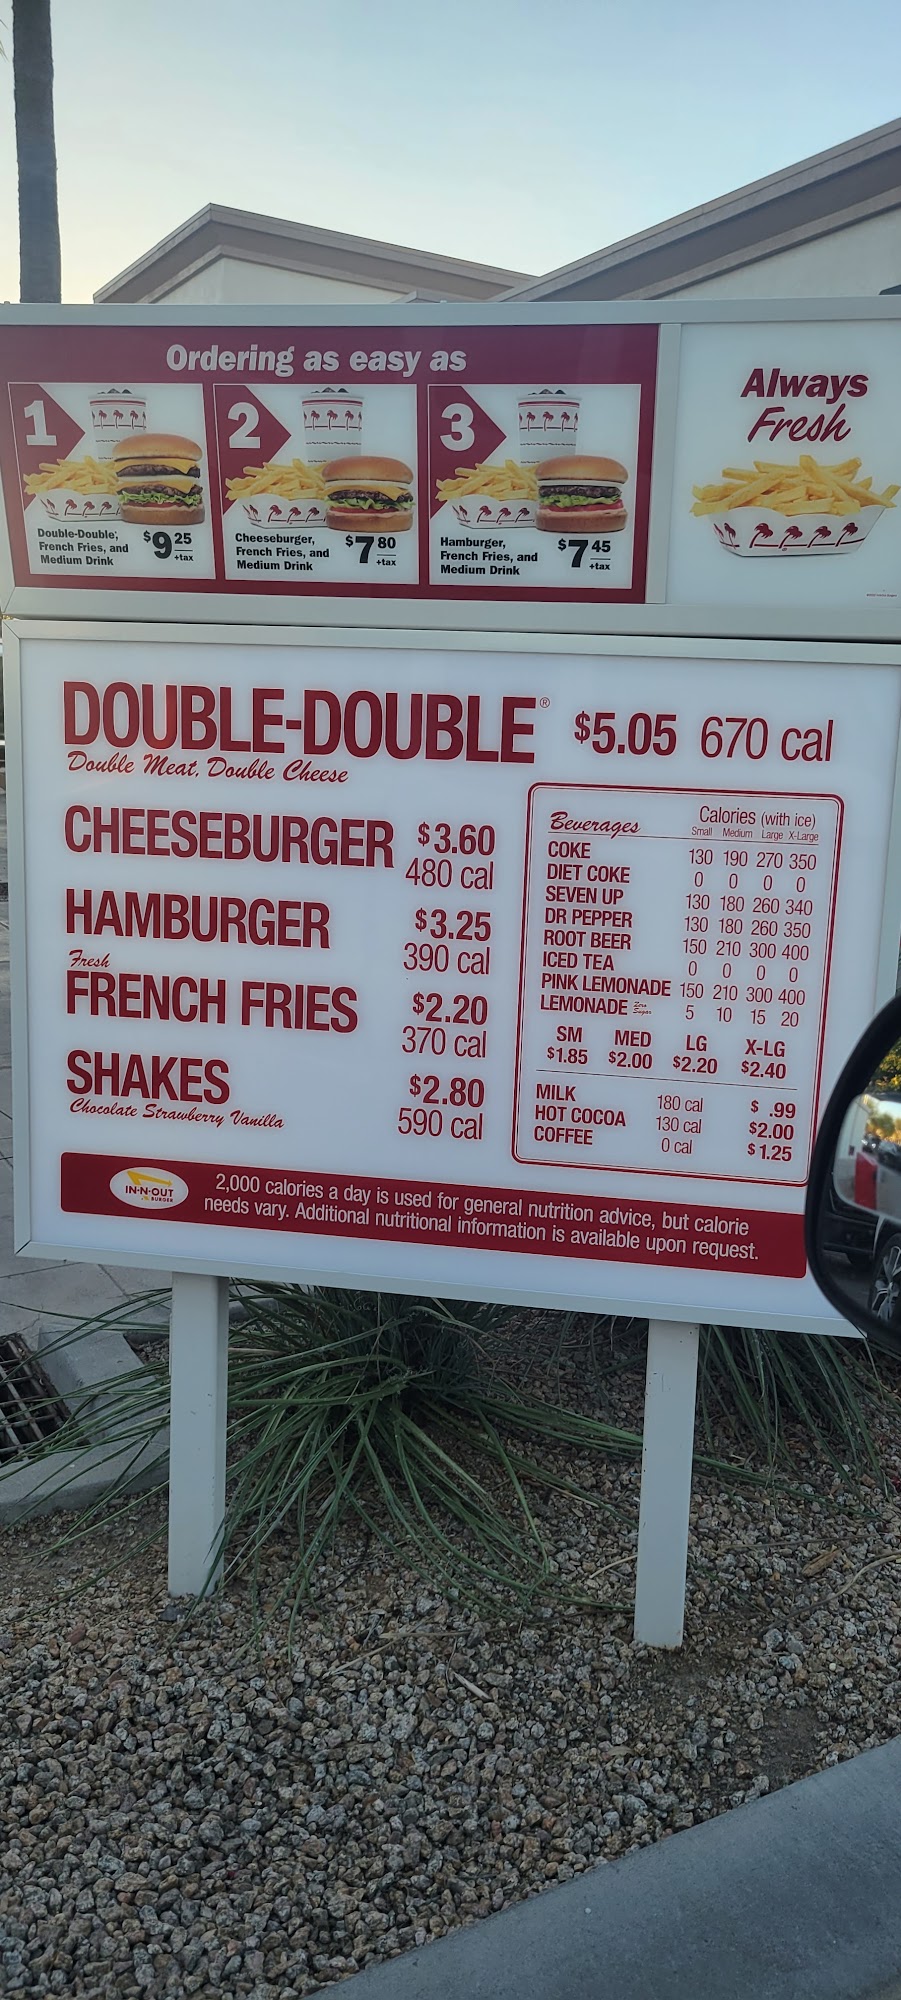 Ordering as easy as
1
Double-Double,
French Fries, and
Medium Drink
$9 25
+tax
2
Cheeseburger,
French Fries, and
Medium Drink
$7 80
+tax
3
Hamburger,
French Fries, and
Medium Drink
$7 45
+tax
Always
Fresh
DOUBLE-DOUBLE® $5.05 670 cal
Double Meat, Double Cheese
CHEESEBURGER $3.60
480 cal
HAMBURGER $3.25
390 cal
Fresh
FRENCH FRIES $2.20
370 cal
SHAKES $2.80
Chocolate Strawberry Vanilla 590 cal
Beverages Calories (with ice)
Small Medium Large X-Large
COKE 130 190 270 350
DIET COKE 0 0 0 0
SEVEN UP 130 180 260 340
DR PEPPER 130 180 260 350
ROOT BEER 150 210 300 400
ICED TEA 0 0 0 0
PINK LEMONADE 150 210 300 400
LEMONADE Zero Sugar 5 10 15 20
SM MED LG X-LG
$1.85 $2.00 $2.20 $2.40
MILK 180 cal $ .99
HOT COCOA 130 cal $2.00
COFFEE 0 cal $1.25
IN-N-OUT
BURGER
2,000 calories a day is used for general nutrition advice, but calorie
needs vary. Additional nutritional information is available upon request.